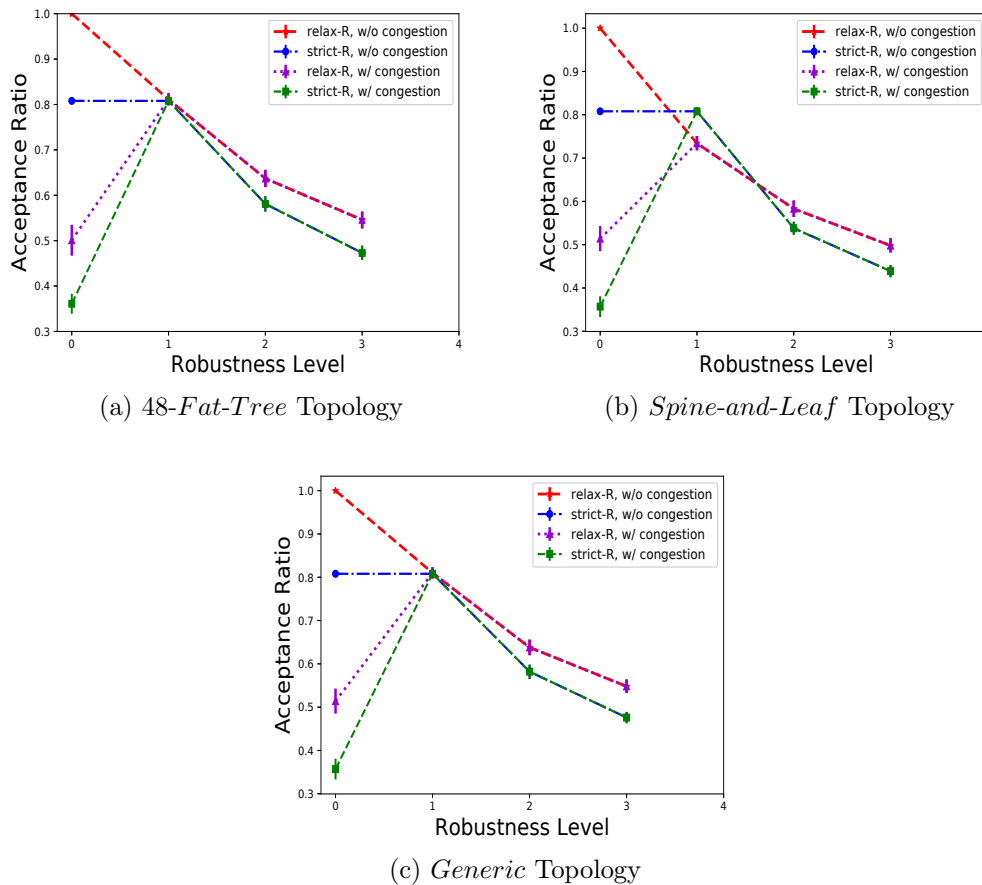 1.0
0.9
0.8
0.7
0.6
0.5
0.4
0.3
Acceptance Ratio
relax-R, w/o congestion
strict-R, w/o congestion
relax-R, w/ congestion
strict-R, w/ congestion
0 1 2 3 4
Robustness Level
(a) 48-Fat-Tree Topology
1.0
0.9
0.8
0.7
0.6
0.5
0.4
0.3
Acceptance Ratio
relax-R, w/o congestion
strict-R, w/o congestion
relax-R, w/ congestion
strict-R, w/ congestion
0 1 2 3
Robustness Level
(b) Spine-and-Leaf Topology
1.0
0.9
0.8
0.7
0.6
0.5
0.4
0.3
Acceptance Ratio
relax-R, w/o congestion
strict-R, w/o congestion
relax-R, w/ congestion
strict-R, w/ congestion
0 1 2 3 4
Robustness Level
(c) Generic Topology